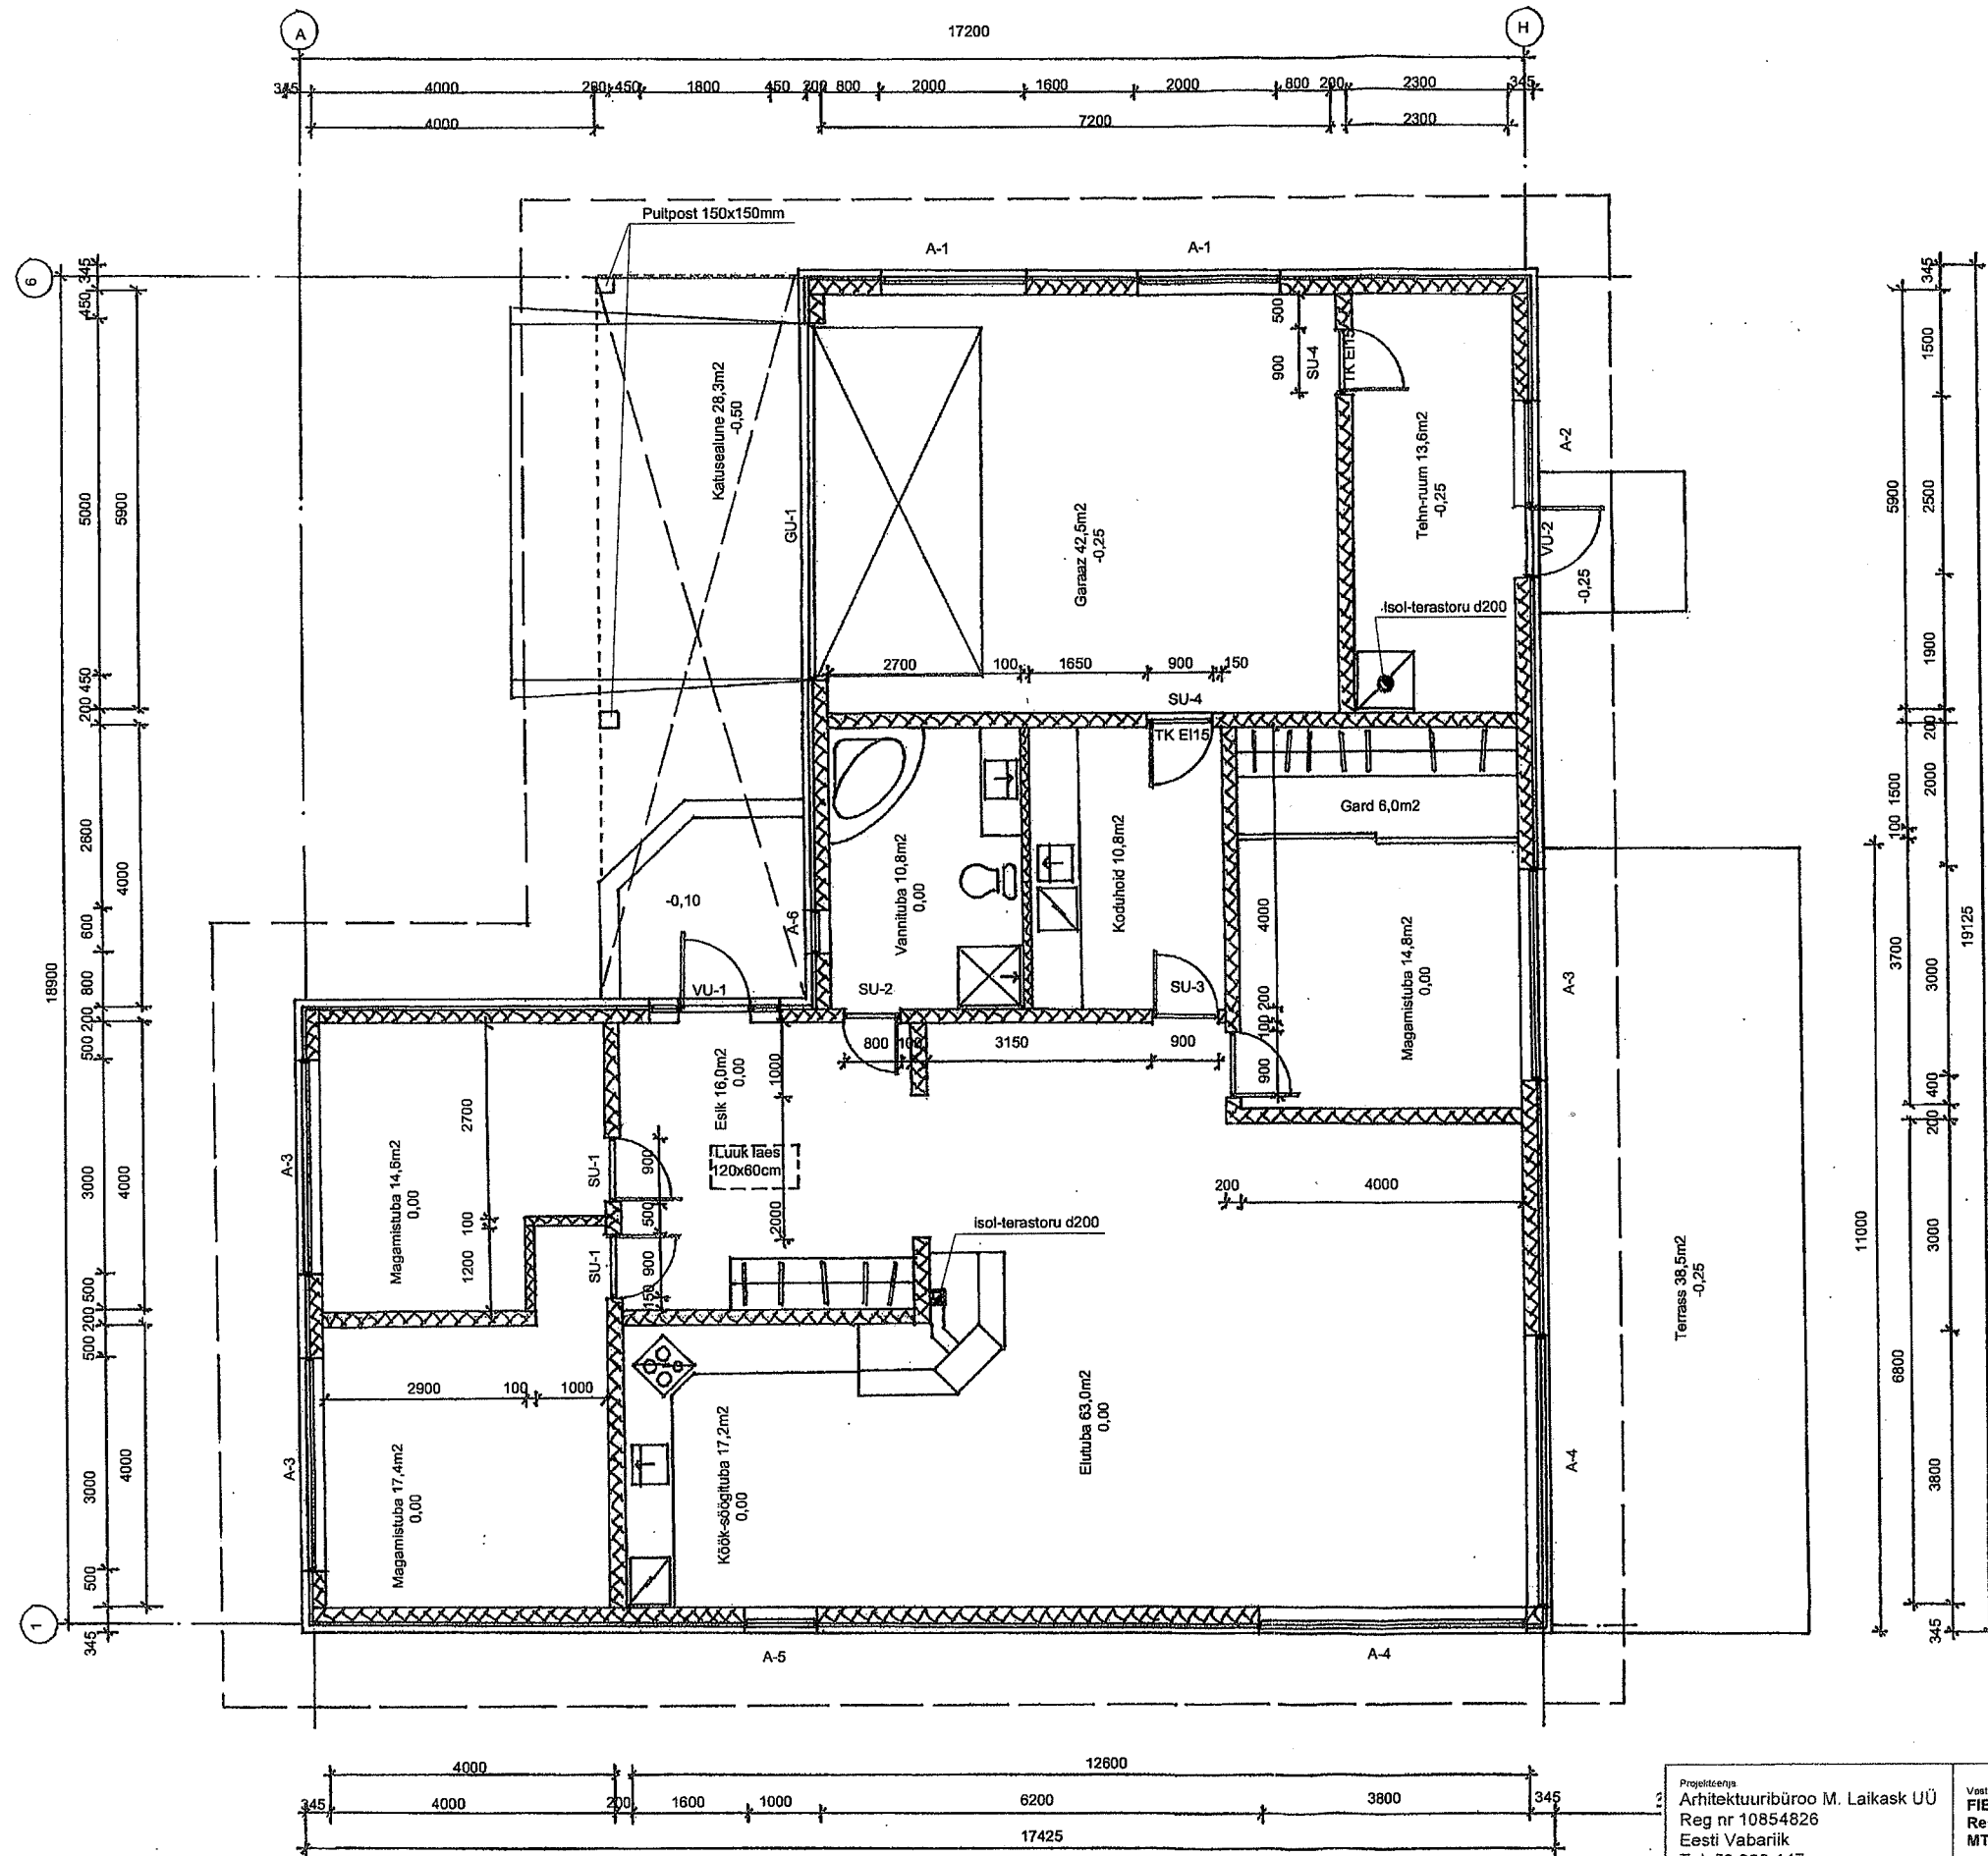 A
H
17200
345 4000 200 450 1800 450 200 800 2000 1600 2000 800 200 2300 345
4000 7200 2300
Puitpost 150x150mm
A-1
A-1
6
345
450
5000
450
200
2600
600
800
200
500
3000
500
200
500
3000
500
345
5900
4000
4000
4000
18900
1
Katusealune 28,3m2
-0,50
GU-1
Garaaz 42,5m2
-0,25
500
900
SU-4
TK EI15
Tehn-ruum 13,6m2
-0,25
A-2
VU-2
-0,25
Isol-terastoru d200
2700 100 1650 900 150
SU-4
TK EI15
Gard 6,0m2
Vannituba 10,8m2
0,00
Koduhoid 10,8m2
-0,10
A-6
VU-1
SU-2
SU-3
4000
200
100
900
Magamistuba 14,8m2
0,00
A-3
800 100 3150 900
1000
Esik 16,0m2
0,00
2700
100
1200
Magamistuba 14,6m2
0,00
A-3
SU-1
SU-1
900
500
900
150
Luuk laes
120x60cm
2000
200 4000
isol-terastoru d200
Terrass 38,5m2
-0,25
2900 100 1000
Magamistuba 17,4m2
0,00
A-3
Köök-söögituba 17,2m2
0,00
Elutuba 63,0m2
0,00
A-4
A-5
A-4
345
1500
2500
1900
200
2000
3000
400
200
3000
3800
345
5900
1500
100
3700
6800
11000
19125
4000 12600
345 4000 200 1600 1000 6200 3800 345
17425
Projekteerija
Arhitektuuribüroo M. Laikask UÜ
Reg nr 10854826
Eesti Vabariik